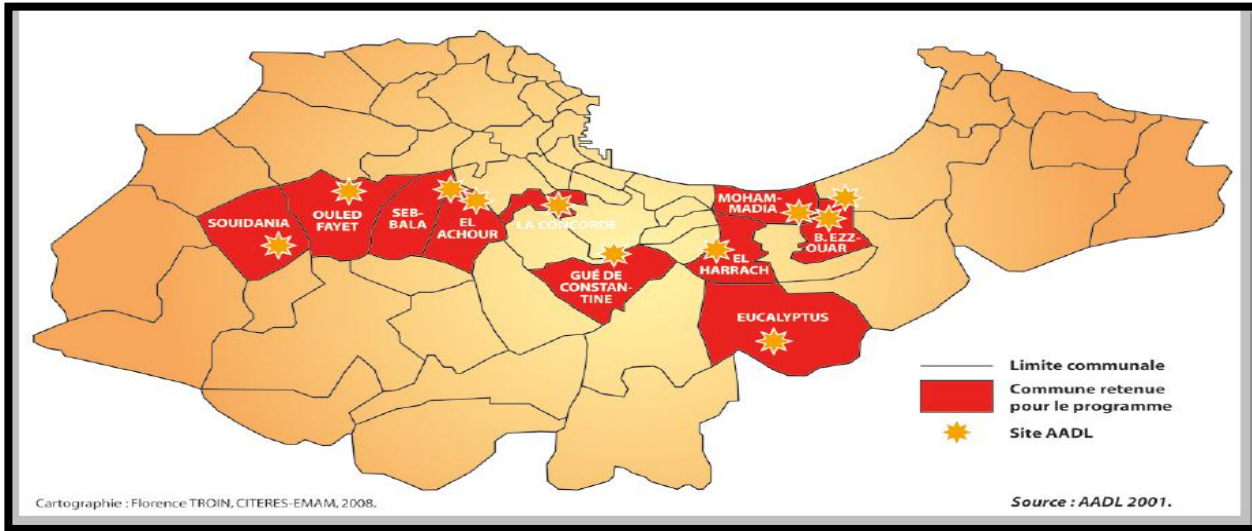 SOUIDANIA
OULED
FAYET
SEB-
BALA
EL
ACHOUR
LA CONCORDE
GUÉ DE
CONSTAN-
TINE
MOHAM-
MADIA
B. EZZ-
OUAR
EL
HARRACH
EUCALYPTUS
Limite communale
Commune retenue
pour le programme
Site AADL
Cartographie : Florence TROIN, CITERES-EMAM, 2008.
Source : AADL 2001.